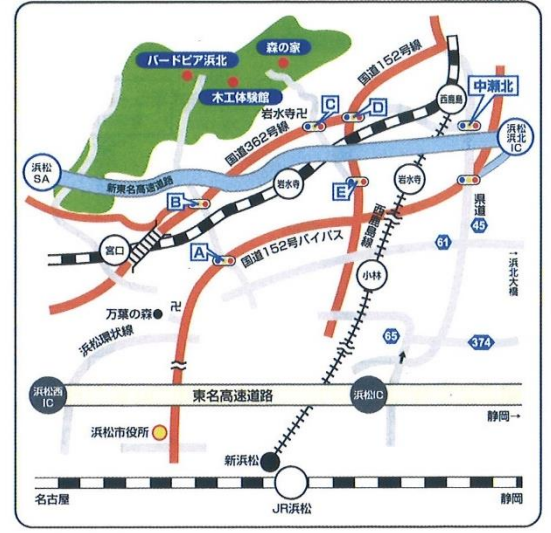 バードピア浜北
森の家
木工体験館
国道152号線
西鹿島
中瀬北
岩水寺卍
C
D
国道362号線
浜松
浜北
IC
浜松
SA
新東名高速道路
岩水寺
岩水寺
B
E
県道
45
宮口
A
国道152号バイパス
西鹿島線
61
→浜北大橋
小林
万葉の森
卍
浜松環状線
65
374
浜松西
IC
東名高速道路
浜松IC
静岡→
浜松市役所
新浜松
名古屋
JR浜松
静岡